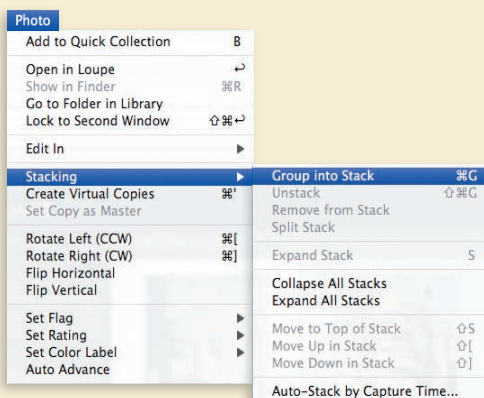 Photo
Add to Quick Collection B
Open in Loupe ↩
Show in Finder ⌘R
Go to Folder in Library
Lock to Second Window ⇧⌘↩
Edit In ▶
Stacking ▶
Create Virtual Copies ⌘'
Set Copy as Master
Rotate Left (CCW) ⌘[
Rotate Right (CW) ⌘]
Flip Horizontal
Flip Vertical
Set Flag ▶
Set Rating ▶
Set Color Label ▶
Auto Advance
Group into Stack ⌘G
Unstack ⇧⌘G
Remove from Stack
Split Stack
Expand Stack S
Collapse All Stacks
Expand All Stacks
Move to Top of Stack ⇧S
Move Up in Stack ⇧[
Move Down in Stack ⇧]
Auto-Stack by Capture Time...